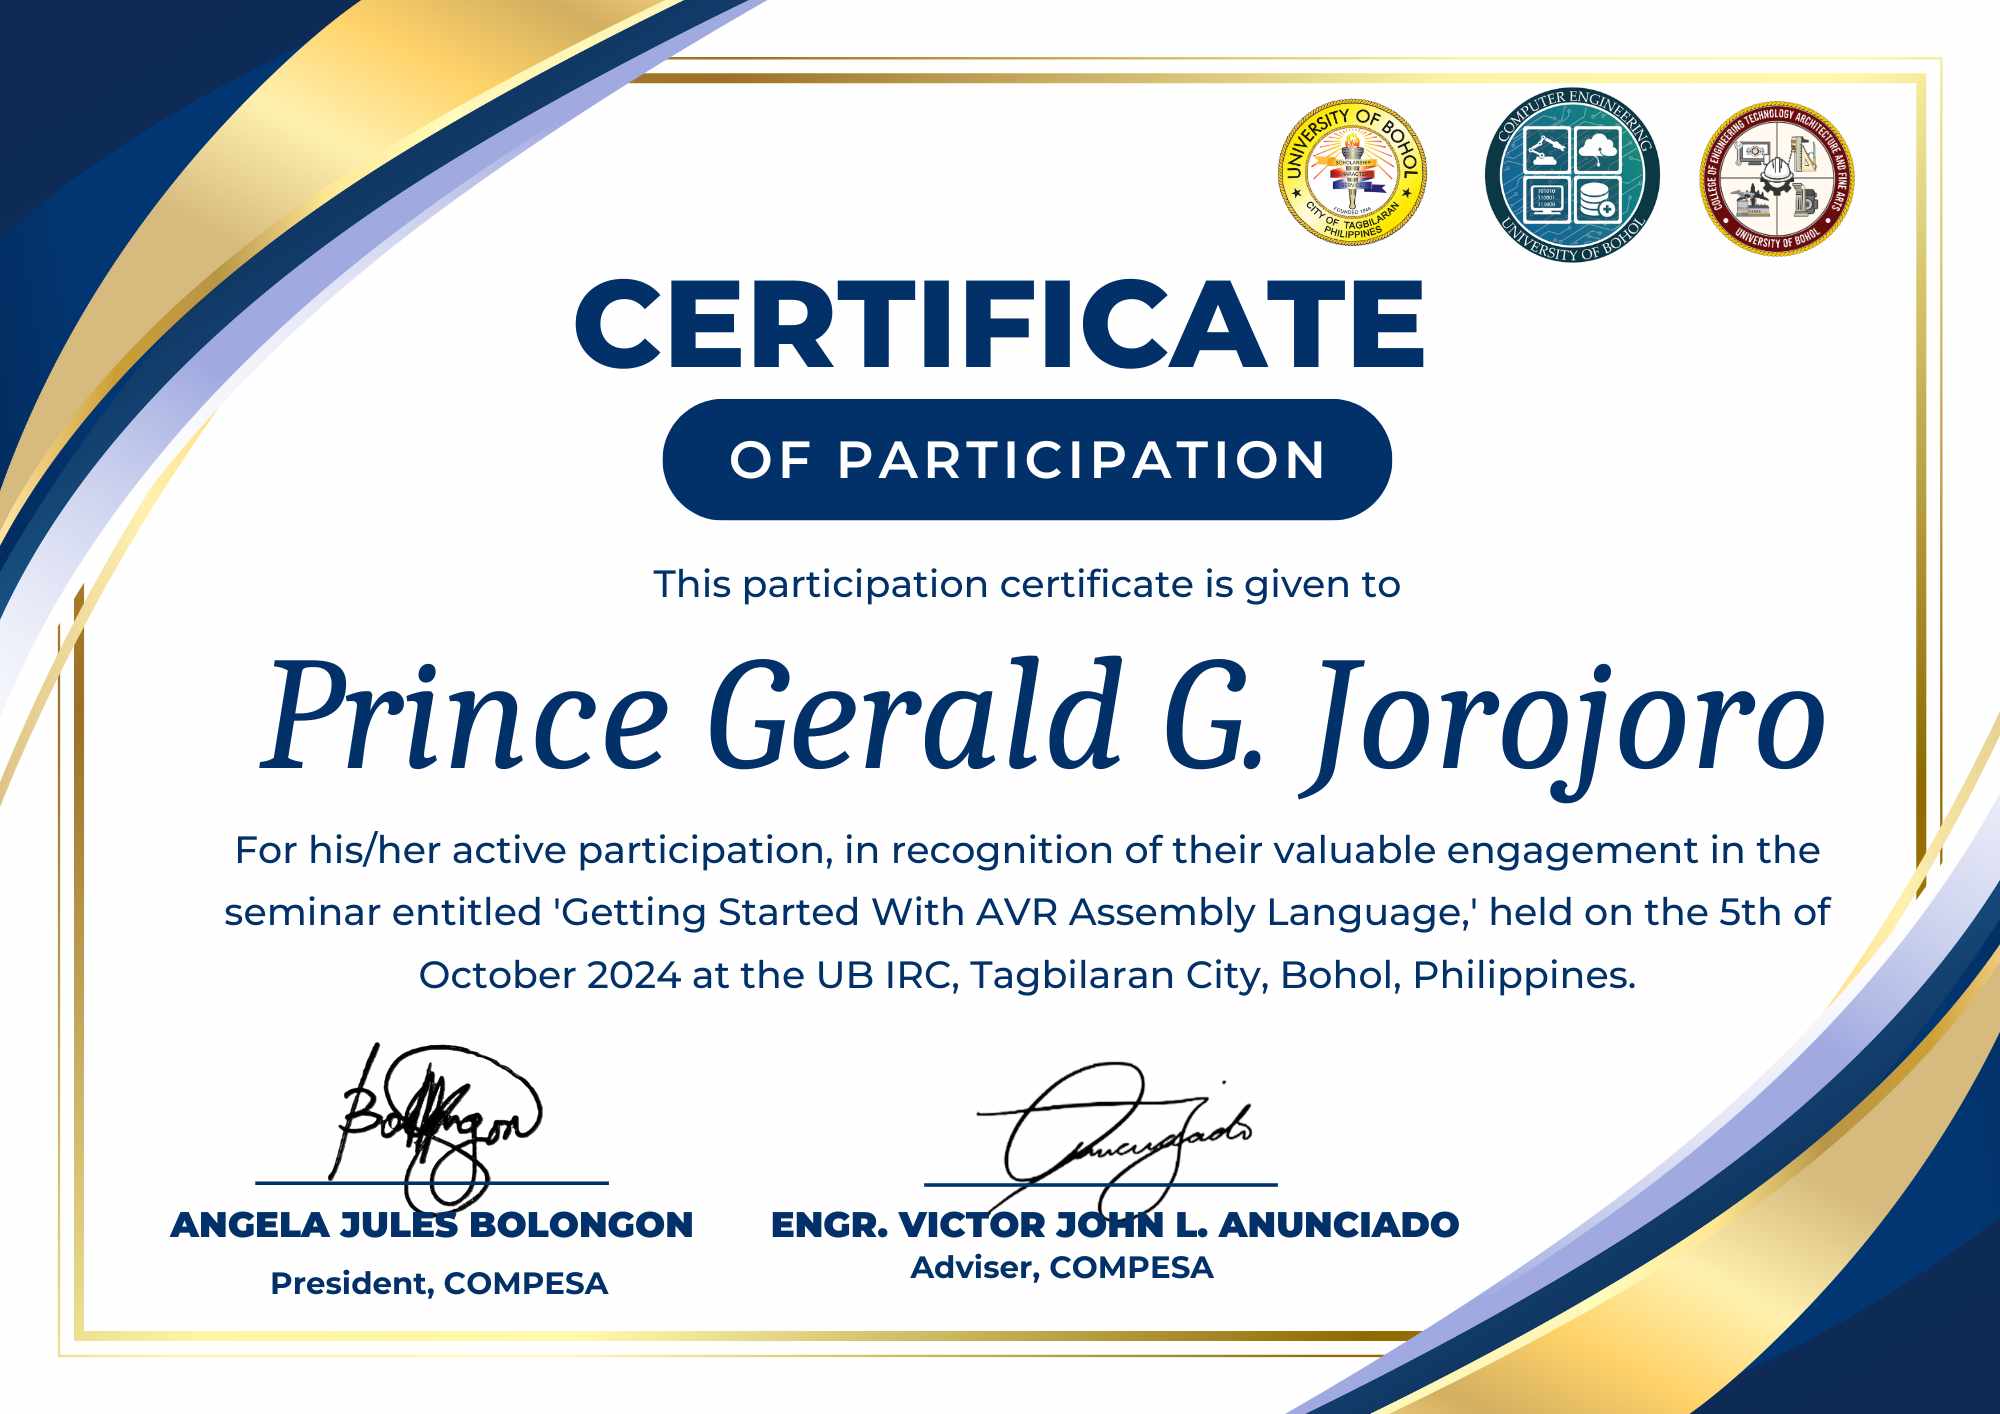 UNIVERSITY OF BOHOL
SCHOLARSHIP
CHARACTER
SERVICE
FOUNDED 1946
CITY OF TAGBILARAN
PHILIPPINES
COMPUTER ENGINEERING
UNIVERSITY OF BOHOL
COLLEGE OF ENGINEERING TECHNOLOGY ARCHITECTURE AND FINE ARTS
UNIVERSITY OF BOHOL
CERTIFICATE
OF PARTICIPATION
This participation certificate is given to
Prince Gerald G. Jorojoro
For his/her active participation, in recognition of their valuable engagement in the
seminar entitled 'Getting Started With AVR Assembly Language,' held on the 5th of
October 2024 at the UB IRC, Tagbilaran City, Bohol, Philippines.
Bolongon
Anunciado
ANGELA JULES BOLONGON
President, COMPESA
ENGR. VICTOR JOHN L. ANUNCIADO
Adviser, COMPESA